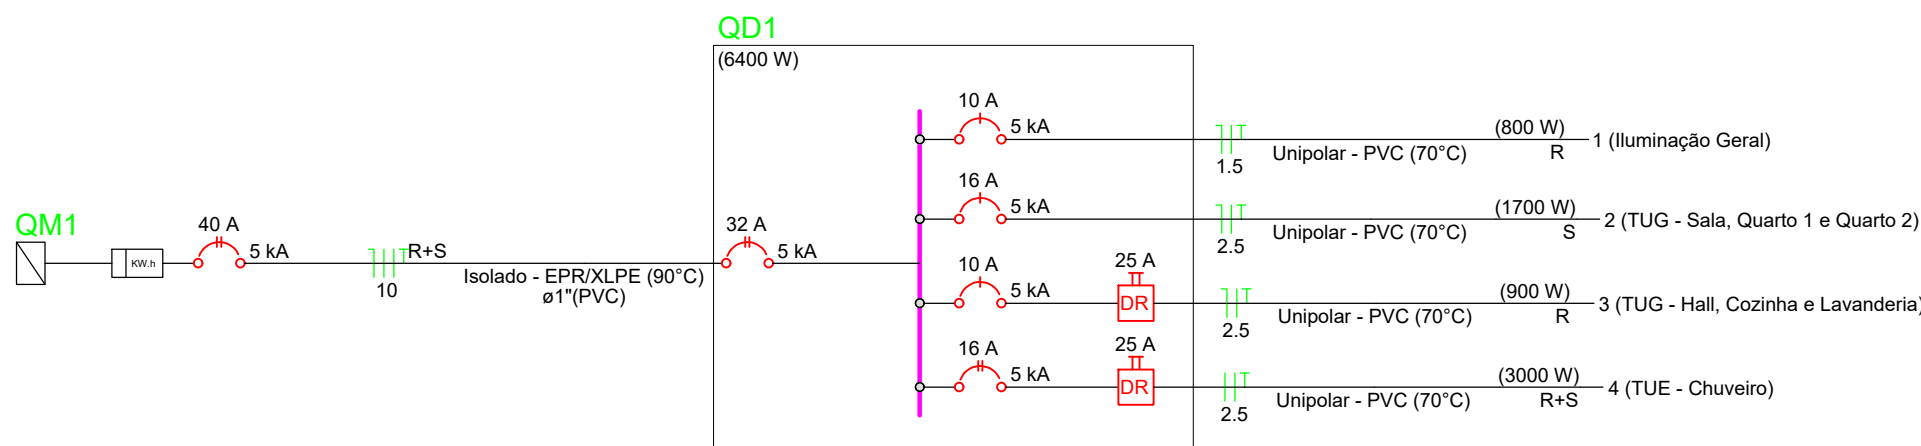 QD1
(6400 W)
QM1
KW.h
40 A
5 kA
R+S
10
Isolado - EPR/XLPE (90°C)
ø1"(PVC)
32 A
5 kA
10 A
5 kA
1.5
Unipolar - PVC (70°C)
(800 W)
R
1 (Iluminação Geral)
16 A
5 kA
2.5
Unipolar - PVC (70°C)
(1700 W)
S
2 (TUG - Sala, Quarto 1 e Quarto 2)
10 A
5 kA
25 A
DR
2.5
Unipolar - PVC (70°C)
(900 W)
R
3 (TUG - Hall, Cozinha e Lavanderia)
16 A
5 kA
25 A
DR
2.5
Unipolar - PVC (70°C)
(3000 W)
R+S
4 (TUE - Chuveiro)